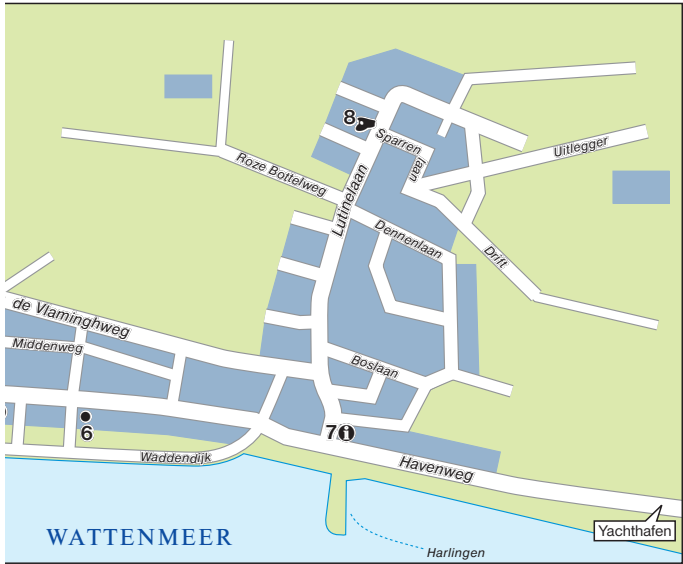 8
Sparren
laan
Uitlegger
Roze Bottelweg
Lutinelaan
Dennenlaan
Drift
de Vlaminghweg
Middenweg
Boslaan
6
7 i
Waddendijk
Havenweg
Yachthafen
WATTENMEER
Harlingen